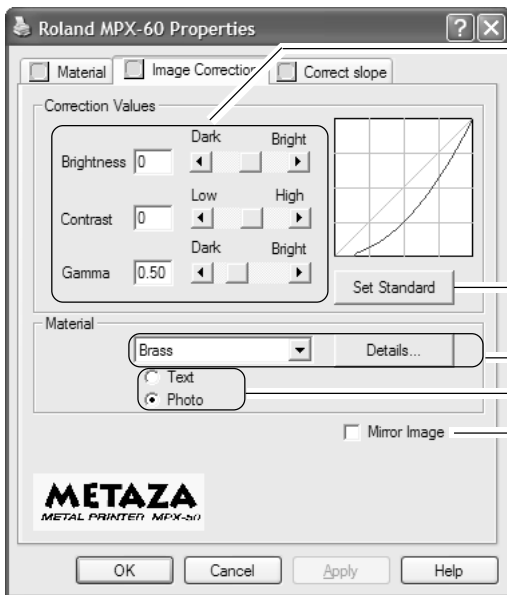 Roland MPX-60 Properties
Material Image Correction Correct slope
Correction Values
Dark Bright
Brightness 0
Low High
Contrast 0
Dark Bright
Gamma 0.50
Set Standard
Material
Brass Details...
Text
Photo
Mirror Image
METAZA
METAL PRINTER MPX-60
OK Cancel Apply Help